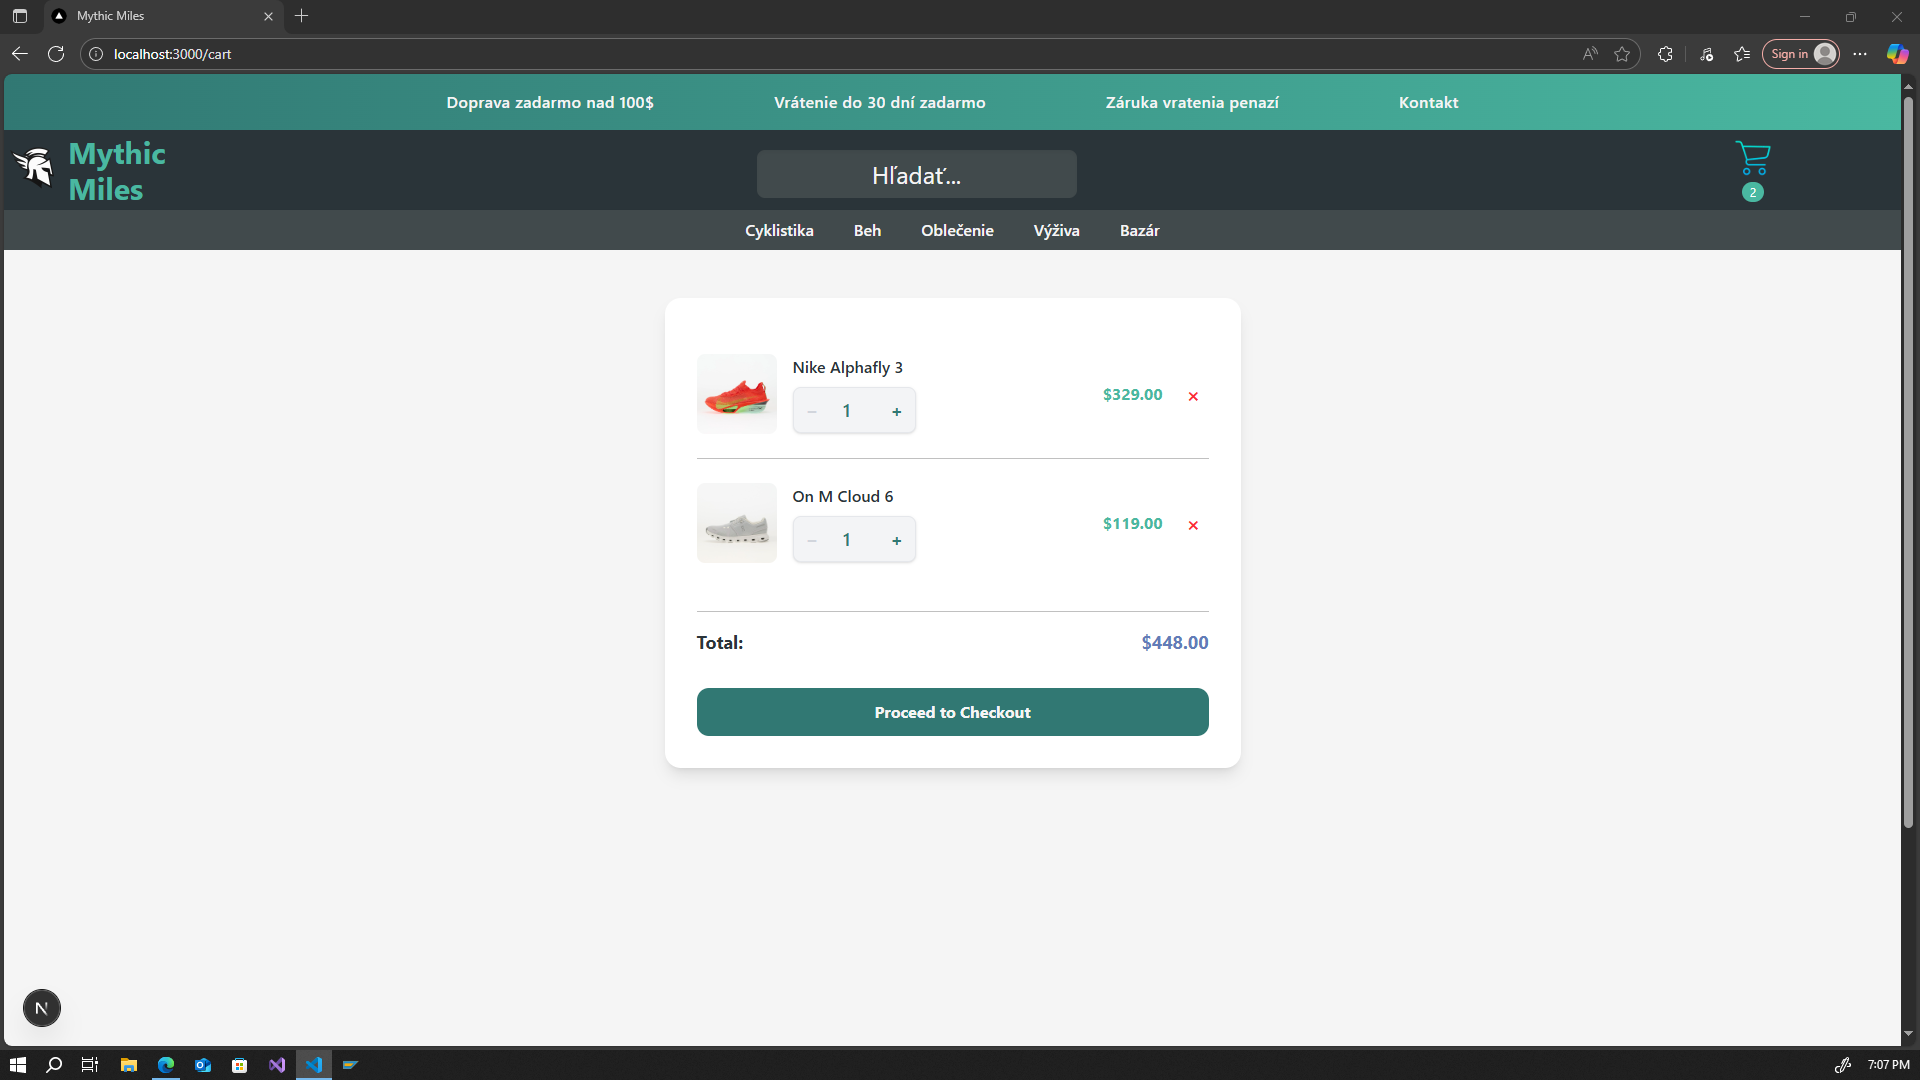 Mythic Miles
localhost:3000/cart
Sign in
Doprava zadarmo nad 100$
Vrátenie do 30 dní zadarmo
Záruka vratenia penazí
Kontakt
Mythic
Miles
Hľadať...
2
Cyklistika
Beh
Oblečenie
Výživa
Bazár
Nike Alphafly 3
− 1 +
$329.00 ×
On M Cloud 6
− 1 +
$119.00 ×
Total: $448.00
Proceed to Checkout
N
7:07 PM